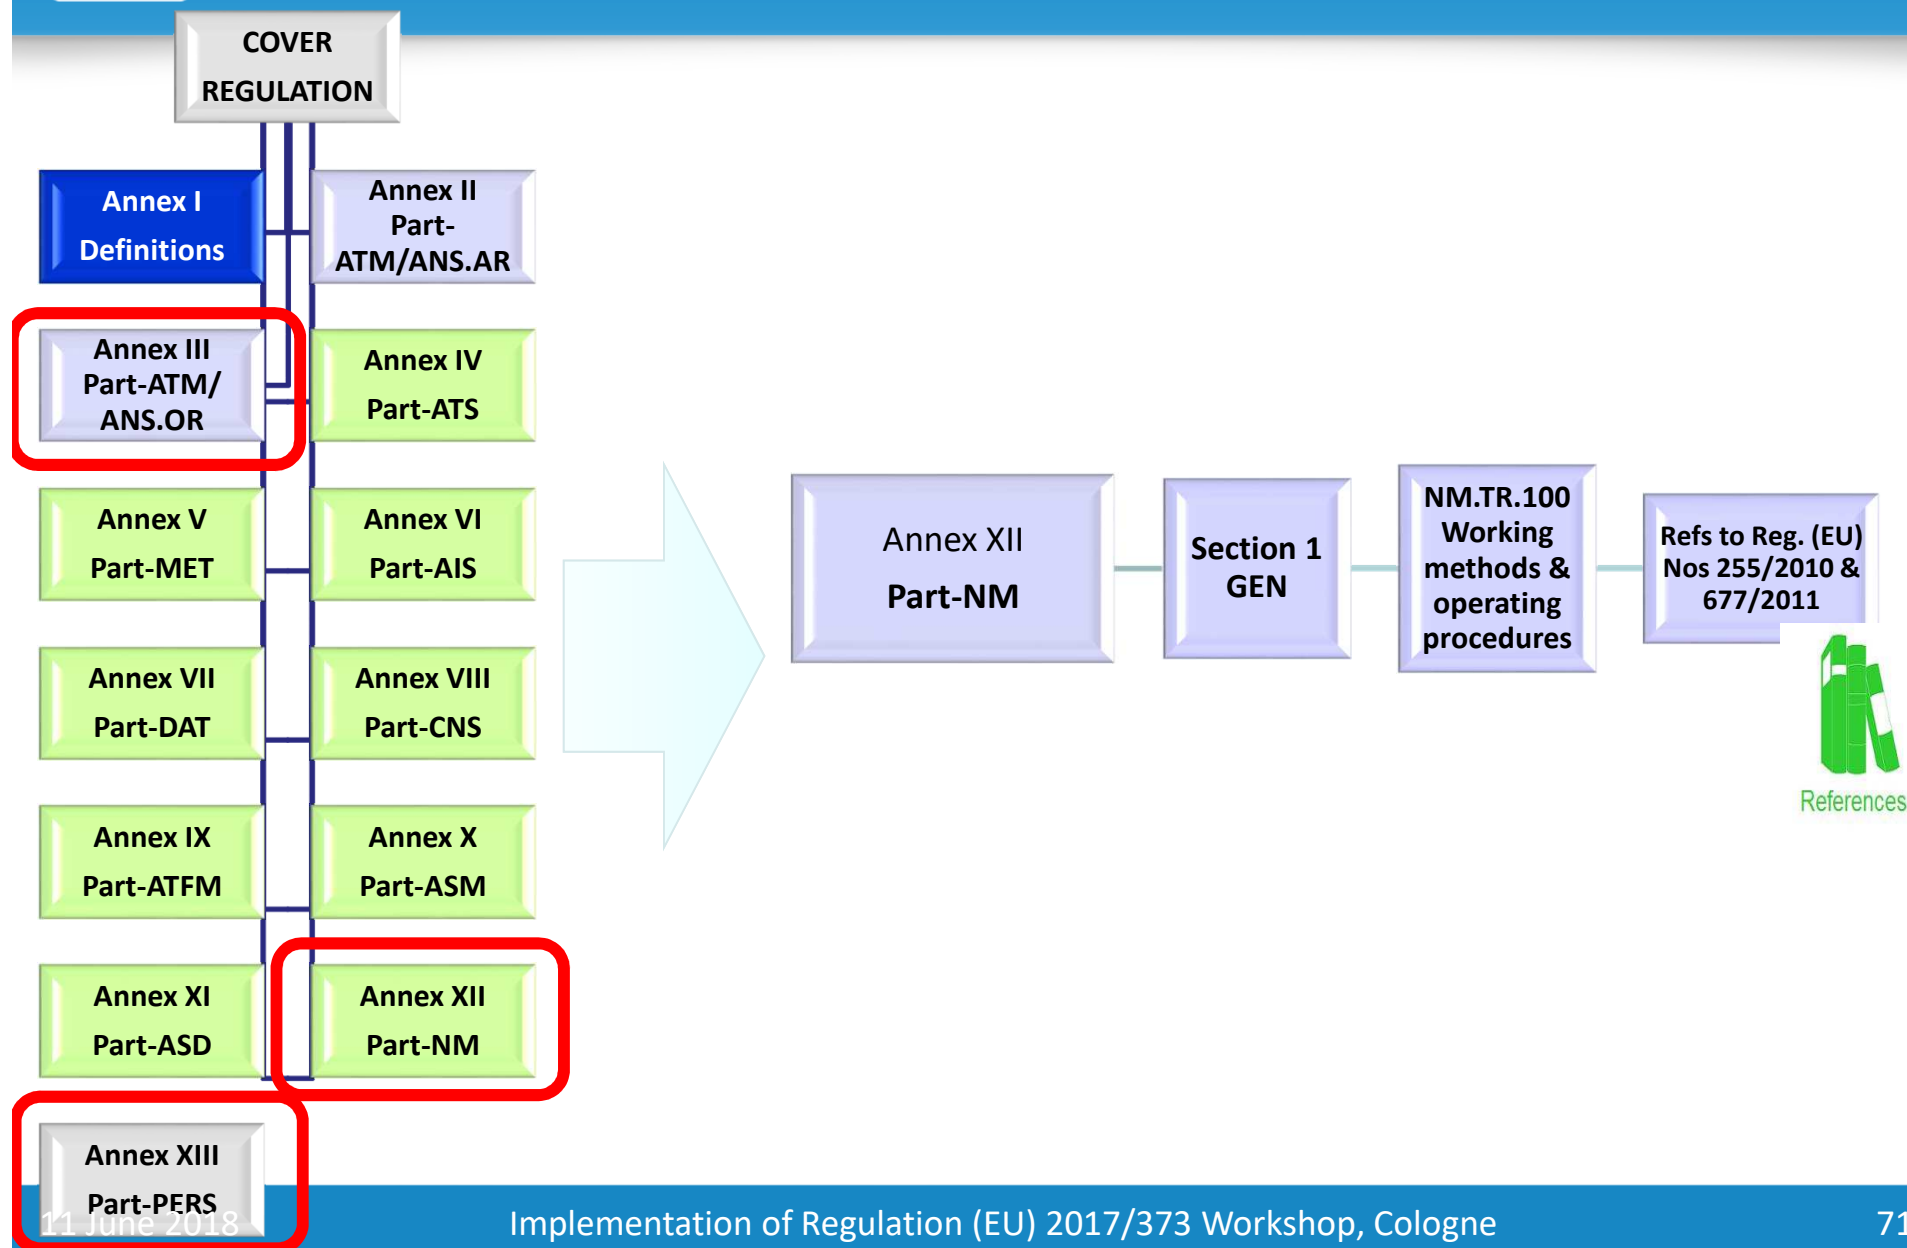 COVER
REGULATION
Annex I
Definitions
Annex II
Part-
ATM/ANS.AR
Annex III
Part-ATM/
ANS.OR
Annex IV
Part-ATS
Annex V
Part-MET
Annex VI
Part-AIS
Annex VII
Part-DAT
Annex VIII
Part-CNS
Annex IX
Part-ATFM
Annex X
Part-ASM
Annex XI
Part-ASD
Annex XII
Part-NM
Annex XIII
Part-PERS
Annex XII
Part-NM
Section 1
GEN
NM.TR.100
Working
methods &
operating
procedures
Refs to Reg. (EU)
Nos 255/2010 &
677/2011
References
11 June 2018
Implementation of Regulation (EU) 2017/373 Workshop, Cologne
71